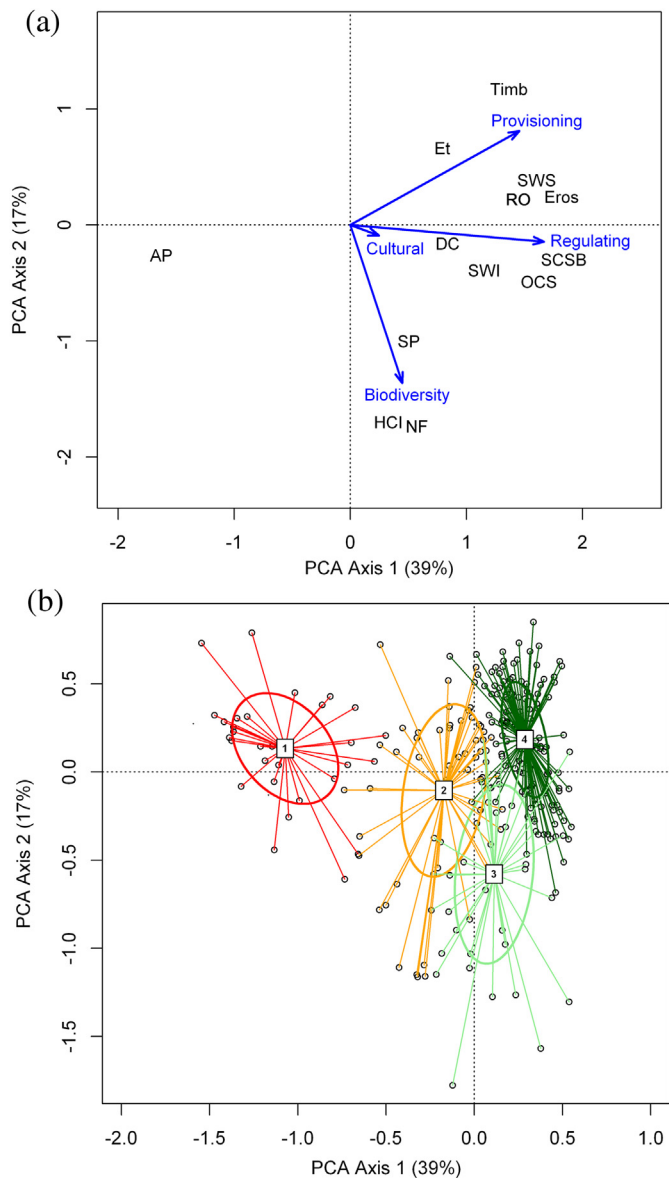 (a)
Timb
Provisioning
Et
SWS
RO Eros
Cultural DC Regulating
AP SWI SCSB
OCS
SP
Biodiversity
HCI NF
1
0
-1
-2
PCA Axis 2 (17%)
-2 -1 0 1 2
PCA Axis 1 (39%)
(b)
0.5
0.0
-0.5
-1.0
-1.5
PCA Axis 2 (17%)
1
2
3
4
-2.0 -1.5 -1.0 -0.5 0.0 0.5 1.0
PCA Axis 1 (39%)